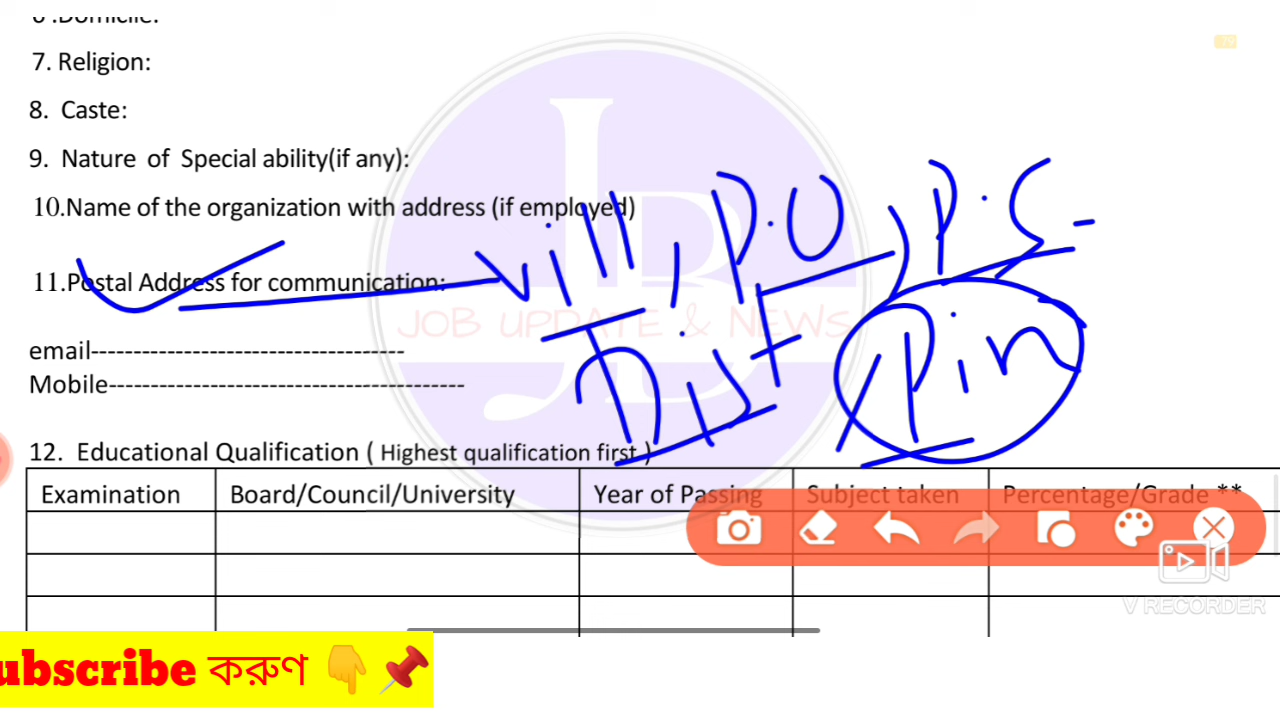 6 .Domicile:
7. Religion:
8. Caste:
9. Nature of Special ability(if any):
10.Name of the organization with address (if employed)
11.Postal Address for communication:
Vill, P.O, P.S-
Dist
Pin
JOB UPDATE & NEWS
email--------------------------------------
Mobile-------------------------------------------
12. Educational Qualification ( Highest qualification first )
Examination Board/Council/University Year of Passing Subject taken Percentage/Grade **
V RECORDER
ubscribe করুণ